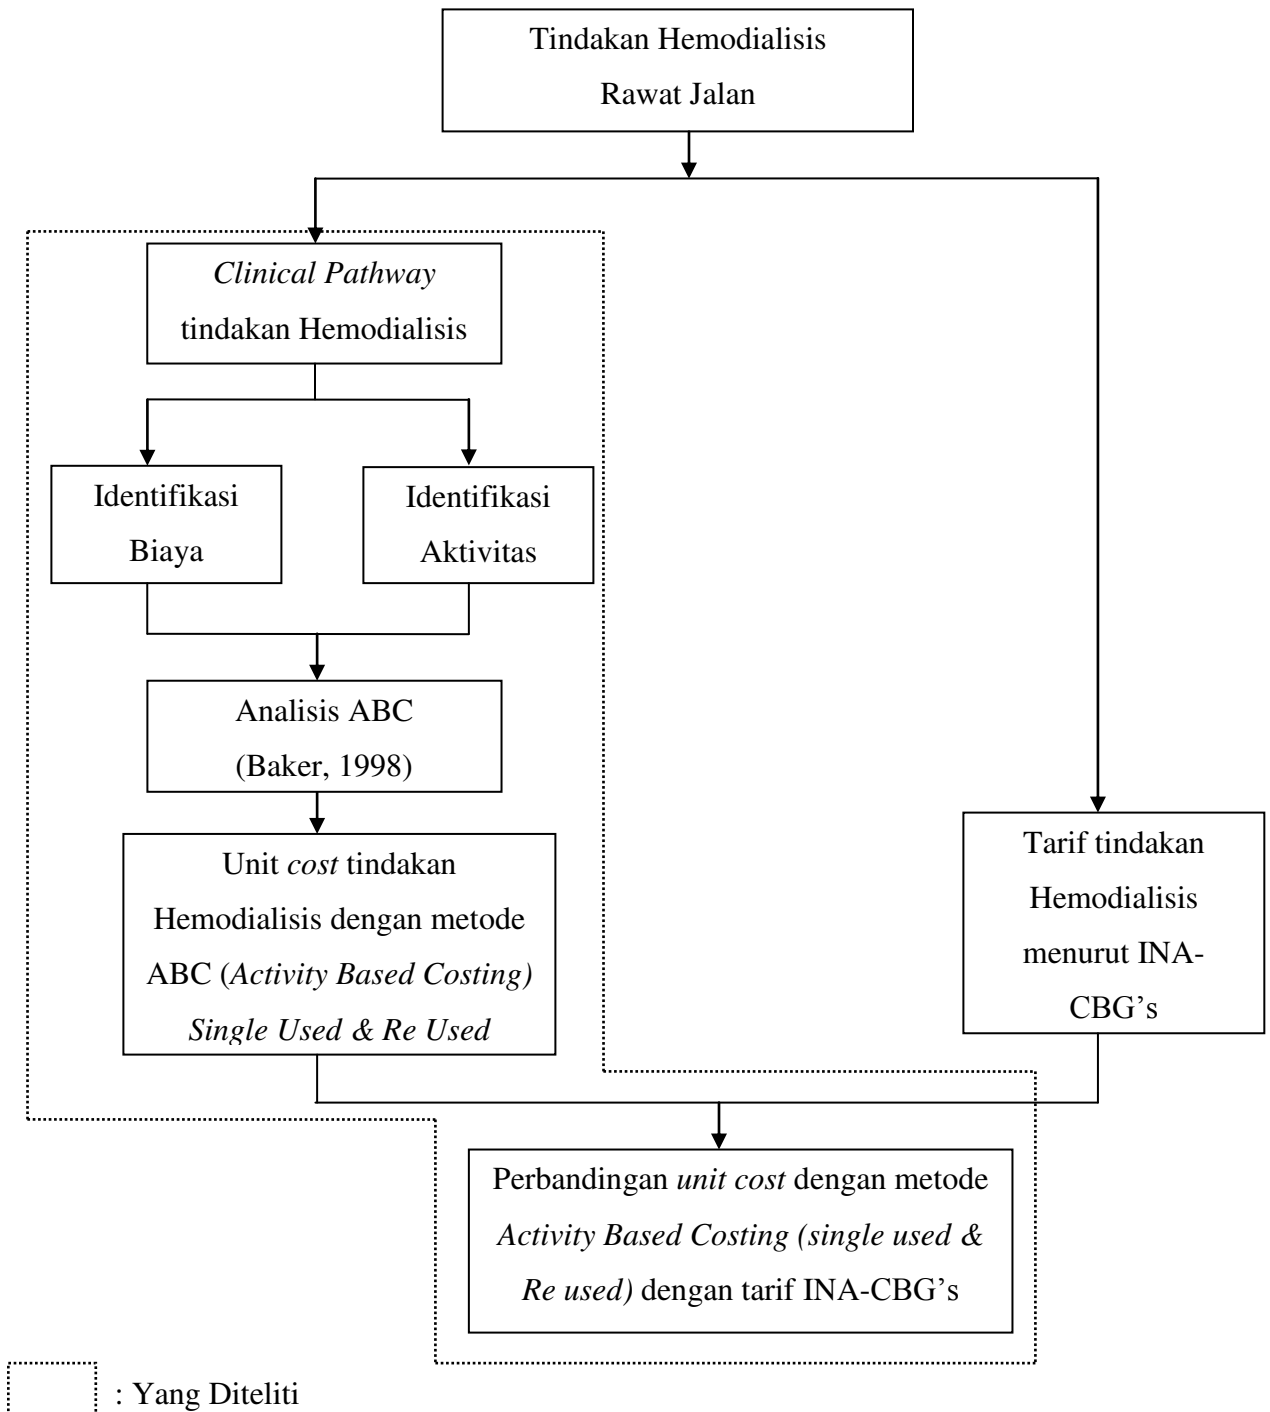 Tindakan Hemodialisis
Rawat Jalan
Clinical Pathway
tindakan Hemodialisis
Identifikasi
Biaya
Identifikasi
Aktivitas
Analisis ABC
(Baker, 1998)
Unit cost tindakan
Hemodialisis dengan metode
ABC (Activity Based Costing)
Single Used & Re Used
Tarif tindakan
Hemodialisis
menurut INA-
CBG’s
Perbandingan unit cost dengan metode
Activity Based Costing (single used &
Re used) dengan tarif INA-CBG’s
: Yang Diteliti